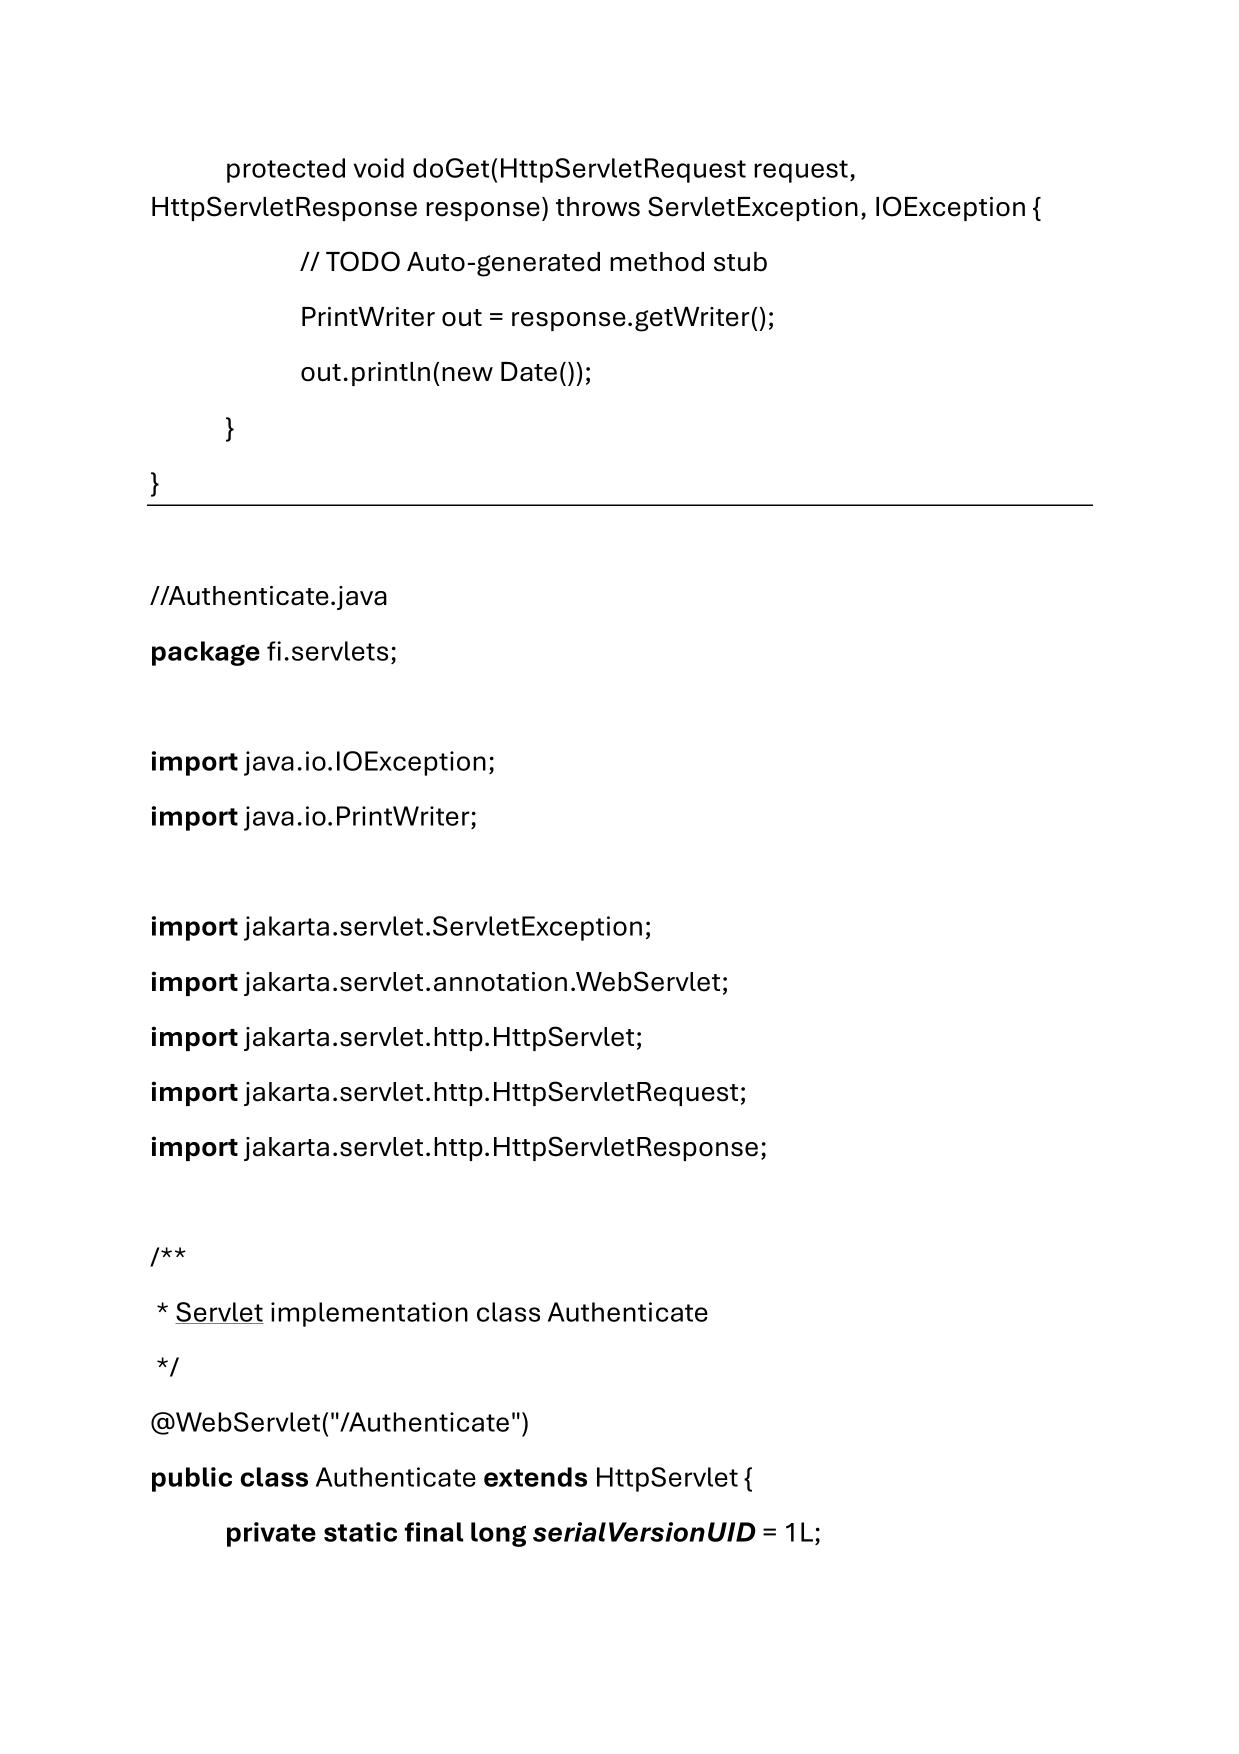 protected void doGet(HttpServletRequest request,
HttpServletResponse response) throws ServletException, IOException {
// TODO Auto-generated method stub
PrintWriter out = response.getWriter();
out.println(new Date());
}
}
//Authenticate.java
package fi.servlets;
import java.io.IOException;
import java.io.PrintWriter;
import jakarta.servlet.ServletException;
import jakarta.servlet.annotation.WebServlet;
import jakarta.servlet.http.HttpServlet;
import jakarta.servlet.http.HttpServletRequest;
import jakarta.servlet.http.HttpServletResponse;
/**
* Servlet implementation class Authenticate
*/
@WebServlet("/Authenticate")
public class Authenticate extends HttpServlet {
private static final long serialVersionUID = 1L;